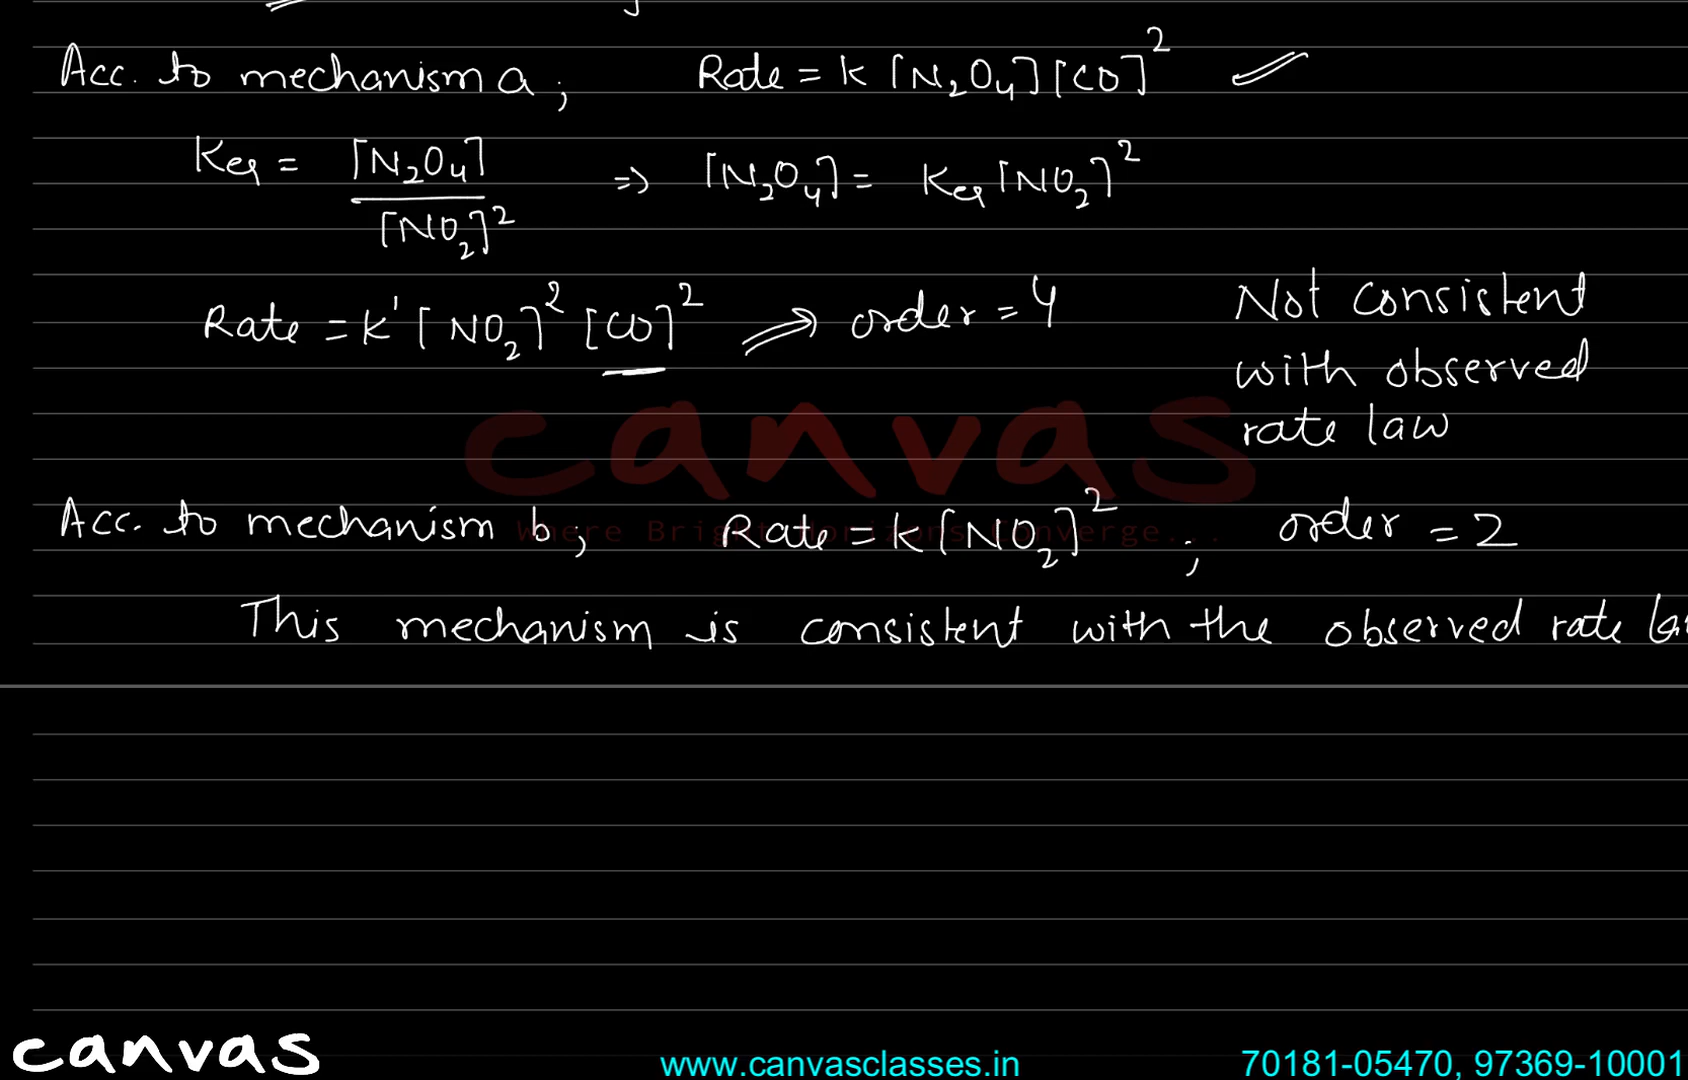 Acc. to mechanism a ; Rate = K [N₂O₄] [CO]²
Keq = [N₂O₄] / [NO₂]² ⇒ [N₂O₄] = Keq [NO₂]²
Rate = K' [NO₂]² [CO]² ⇒ order = 4
Not consistent
with observed
rate law
canvas
Acc. to mechanism b ; Rate = K [NO₂]² ; order = 2
This mechanism is consistent with the observed rate
canvas
www.canvasclasses.in
70181-05470, 97369-10001